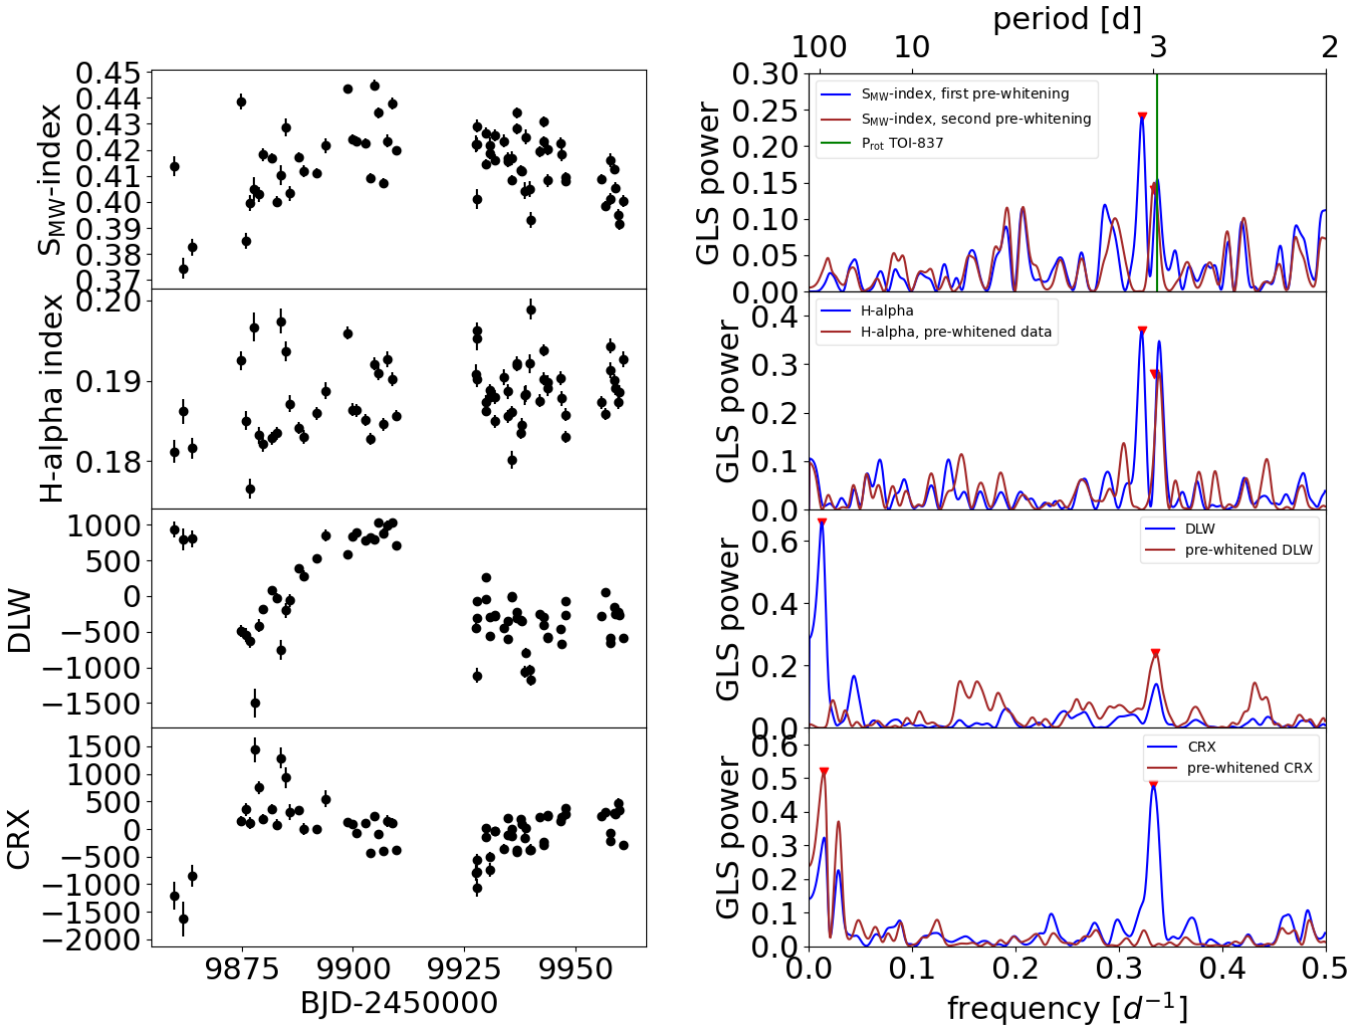 period [d]
100 10 3 2
0.45
0.44
0.43
0.42
0.41
0.40
0.39
0.38
0.37
S_MW-index
0.20
0.19
0.18
H-alpha index
1000
500
0
−500
−1000
−1500
DLW
1500
1000
500
0
−500
−1000
−1500
−2000
CRX
9875 9900 9925 9950
BJD-2450000
0.30
0.25
0.20
0.15
0.10
0.05
0.00
GLS power
S_MW-index, first pre-whitening
S_MW-index, second pre-whitening
P_rot TOI-837
0.4
0.3
0.2
0.1
0.0
GLS power
H-alpha
H-alpha, pre-whitened data
0.6
0.4
0.2
0.0
GLS power
DLW
pre-whitened DLW
0.6
0.5
0.4
0.3
0.2
0.1
0.0
GLS power
CRX
pre-whitened CRX
0.0 0.1 0.2 0.3 0.4 0.5
frequency [d⁻¹]